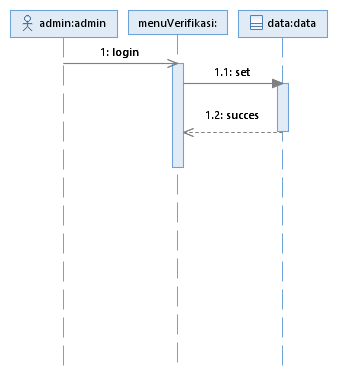 admin:admin
menuVerifikasi:
data:data
1: login
1.1: set
1.2: succes